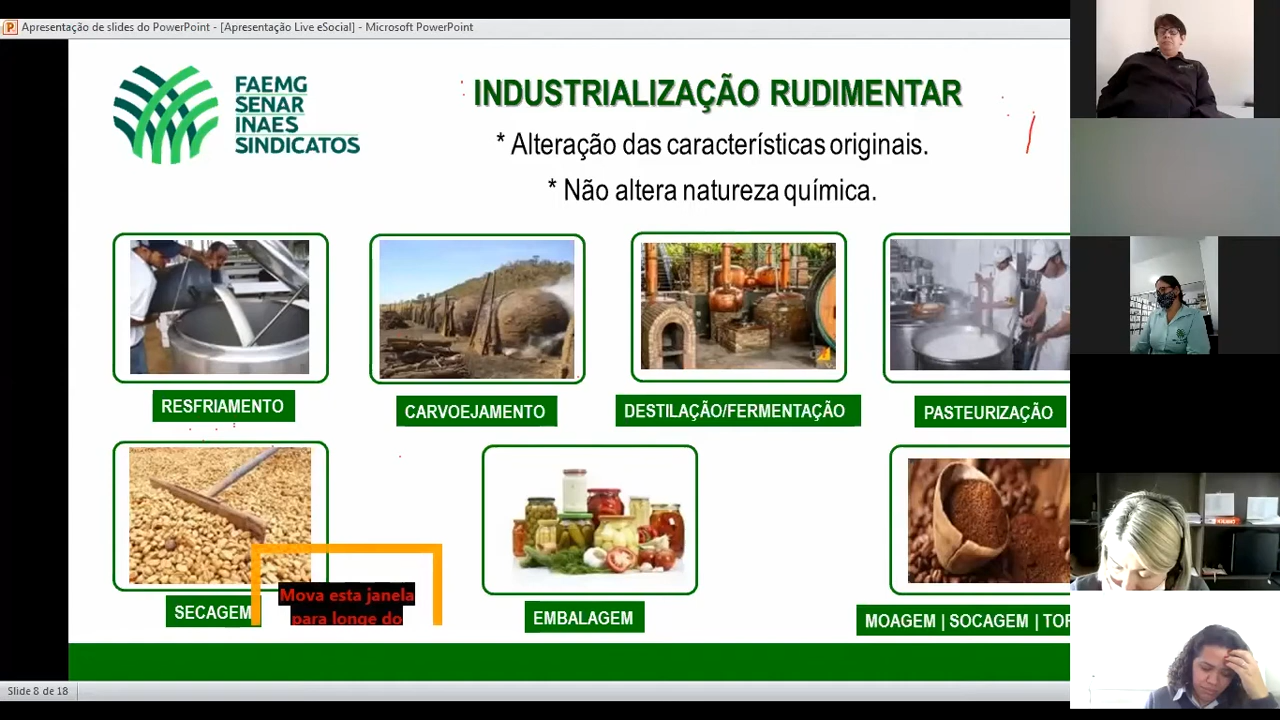 Apresentação de slides do PowerPoint - [Apresentação Live eSocial] - Microsoft PowerPoint
FAEMG
SENAR
INAES
SINDICATOS
INDUSTRIALIZAÇÃO RUDIMENTAR
* Alteração das características originais.
* Não altera natureza química.
RESFRIAMENTO
CARVOEJAMENTO
DESTILAÇÃO/FERMENTAÇÃO
PASTEURIZAÇÃO
SECAGEM
Mova esta janela
para longe do
EMBALAGEM
MOAGEM | SOCAGEM | TOR
Slide 8 de 18